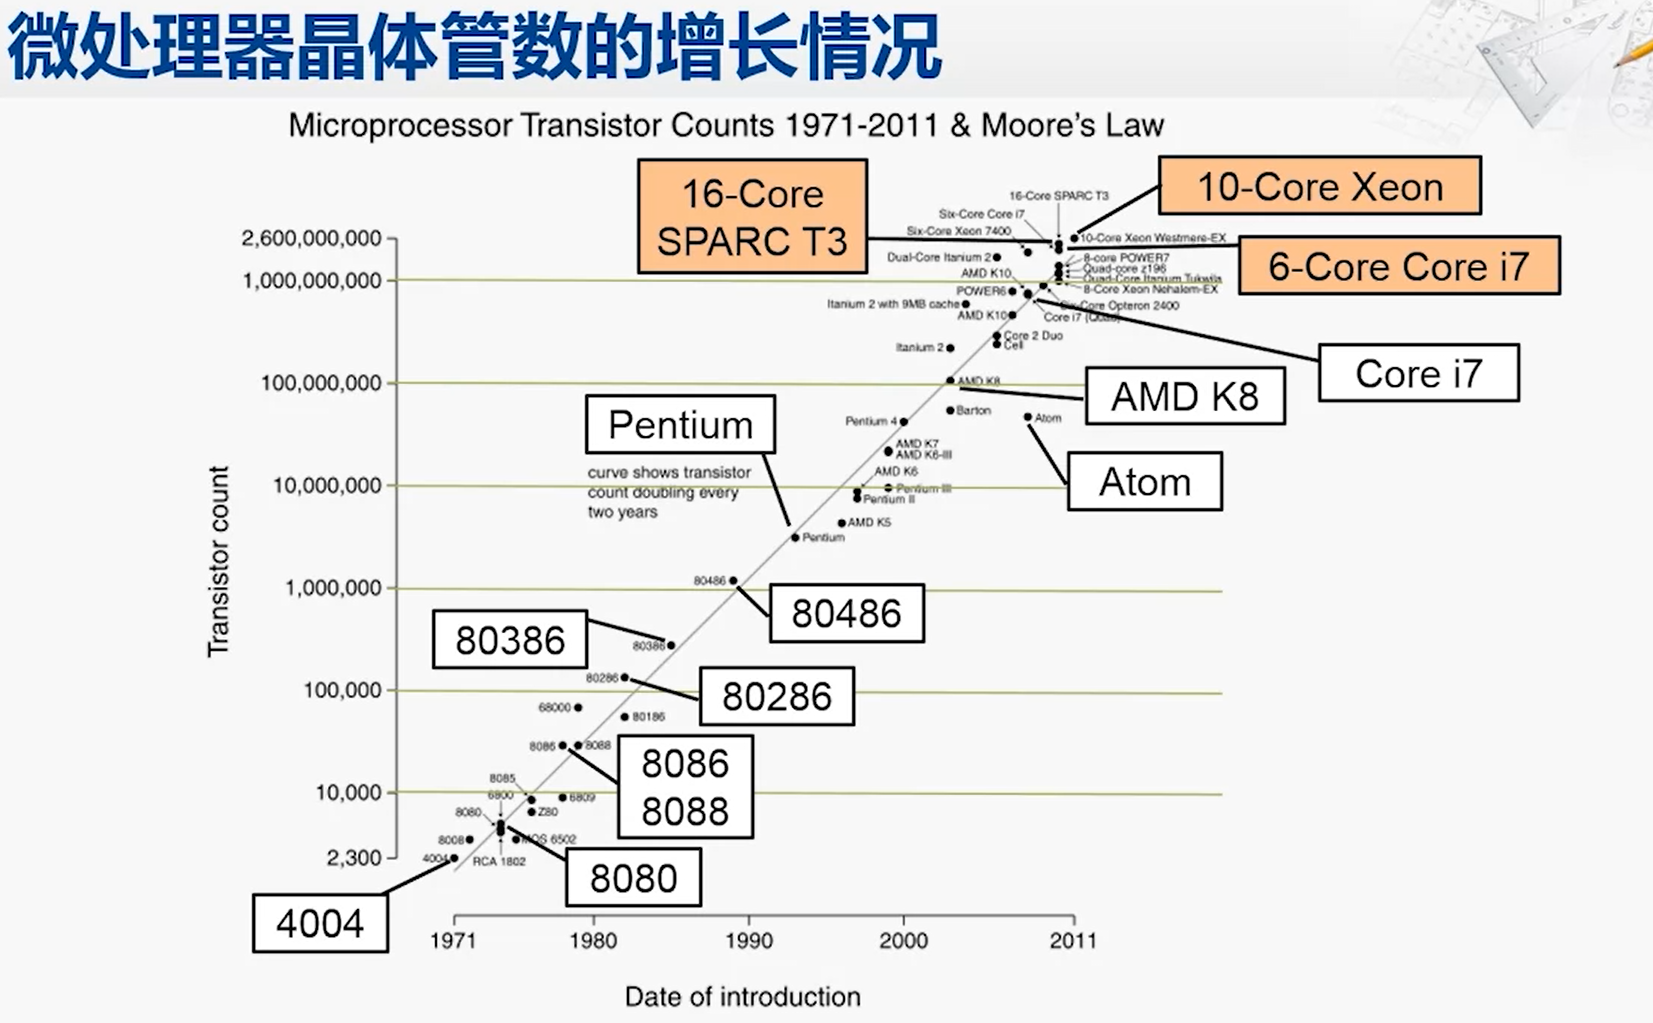 微处理器晶体管数的增长情况
Microprocessor Transistor Counts 1971-2011 & Moore's Law
16-Core
SPARC T3
10-Core Xeon
6-Core Core i7
Core i7
AMD K8
Atom
Pentium
80486
80386
80286
8086
8088
8080
4004
16-Core SPARC T3
Six-Core Core i7
Six-Core Xeon 7400
10-Core Xeon Westmere-EX
Dual-Core Itanium 2
8-core POWER7
Quad-core z196
Quad-Core Itanium Tukwila
8-Core Xeon Nehalem-EX
AMD K10
POWER6
Six-Core Opteron 2400
Itanium 2 with 9MB cache
AMD K10
Core i7 (Quad)
Core 2 Duo
Cell
Itanium 2
AMD K8
Barton
Atom
Pentium 4
AMD K7
AMD K6-III
AMD K6
Pentium III
Pentium II
AMD K5
Pentium
80486
80386
80286
68000
80186
8086
8088
8085
6800
6809
8080
Z80
8008
MOS 6502
4004
RCA 1802
curve shows transistor
count doubling every
two years
Transistor count
2,600,000,000
1,000,000,000
100,000,000
10,000,000
1,000,000
100,000
10,000
2,300
1971
1980
1990
2000
2011
Date of introduction